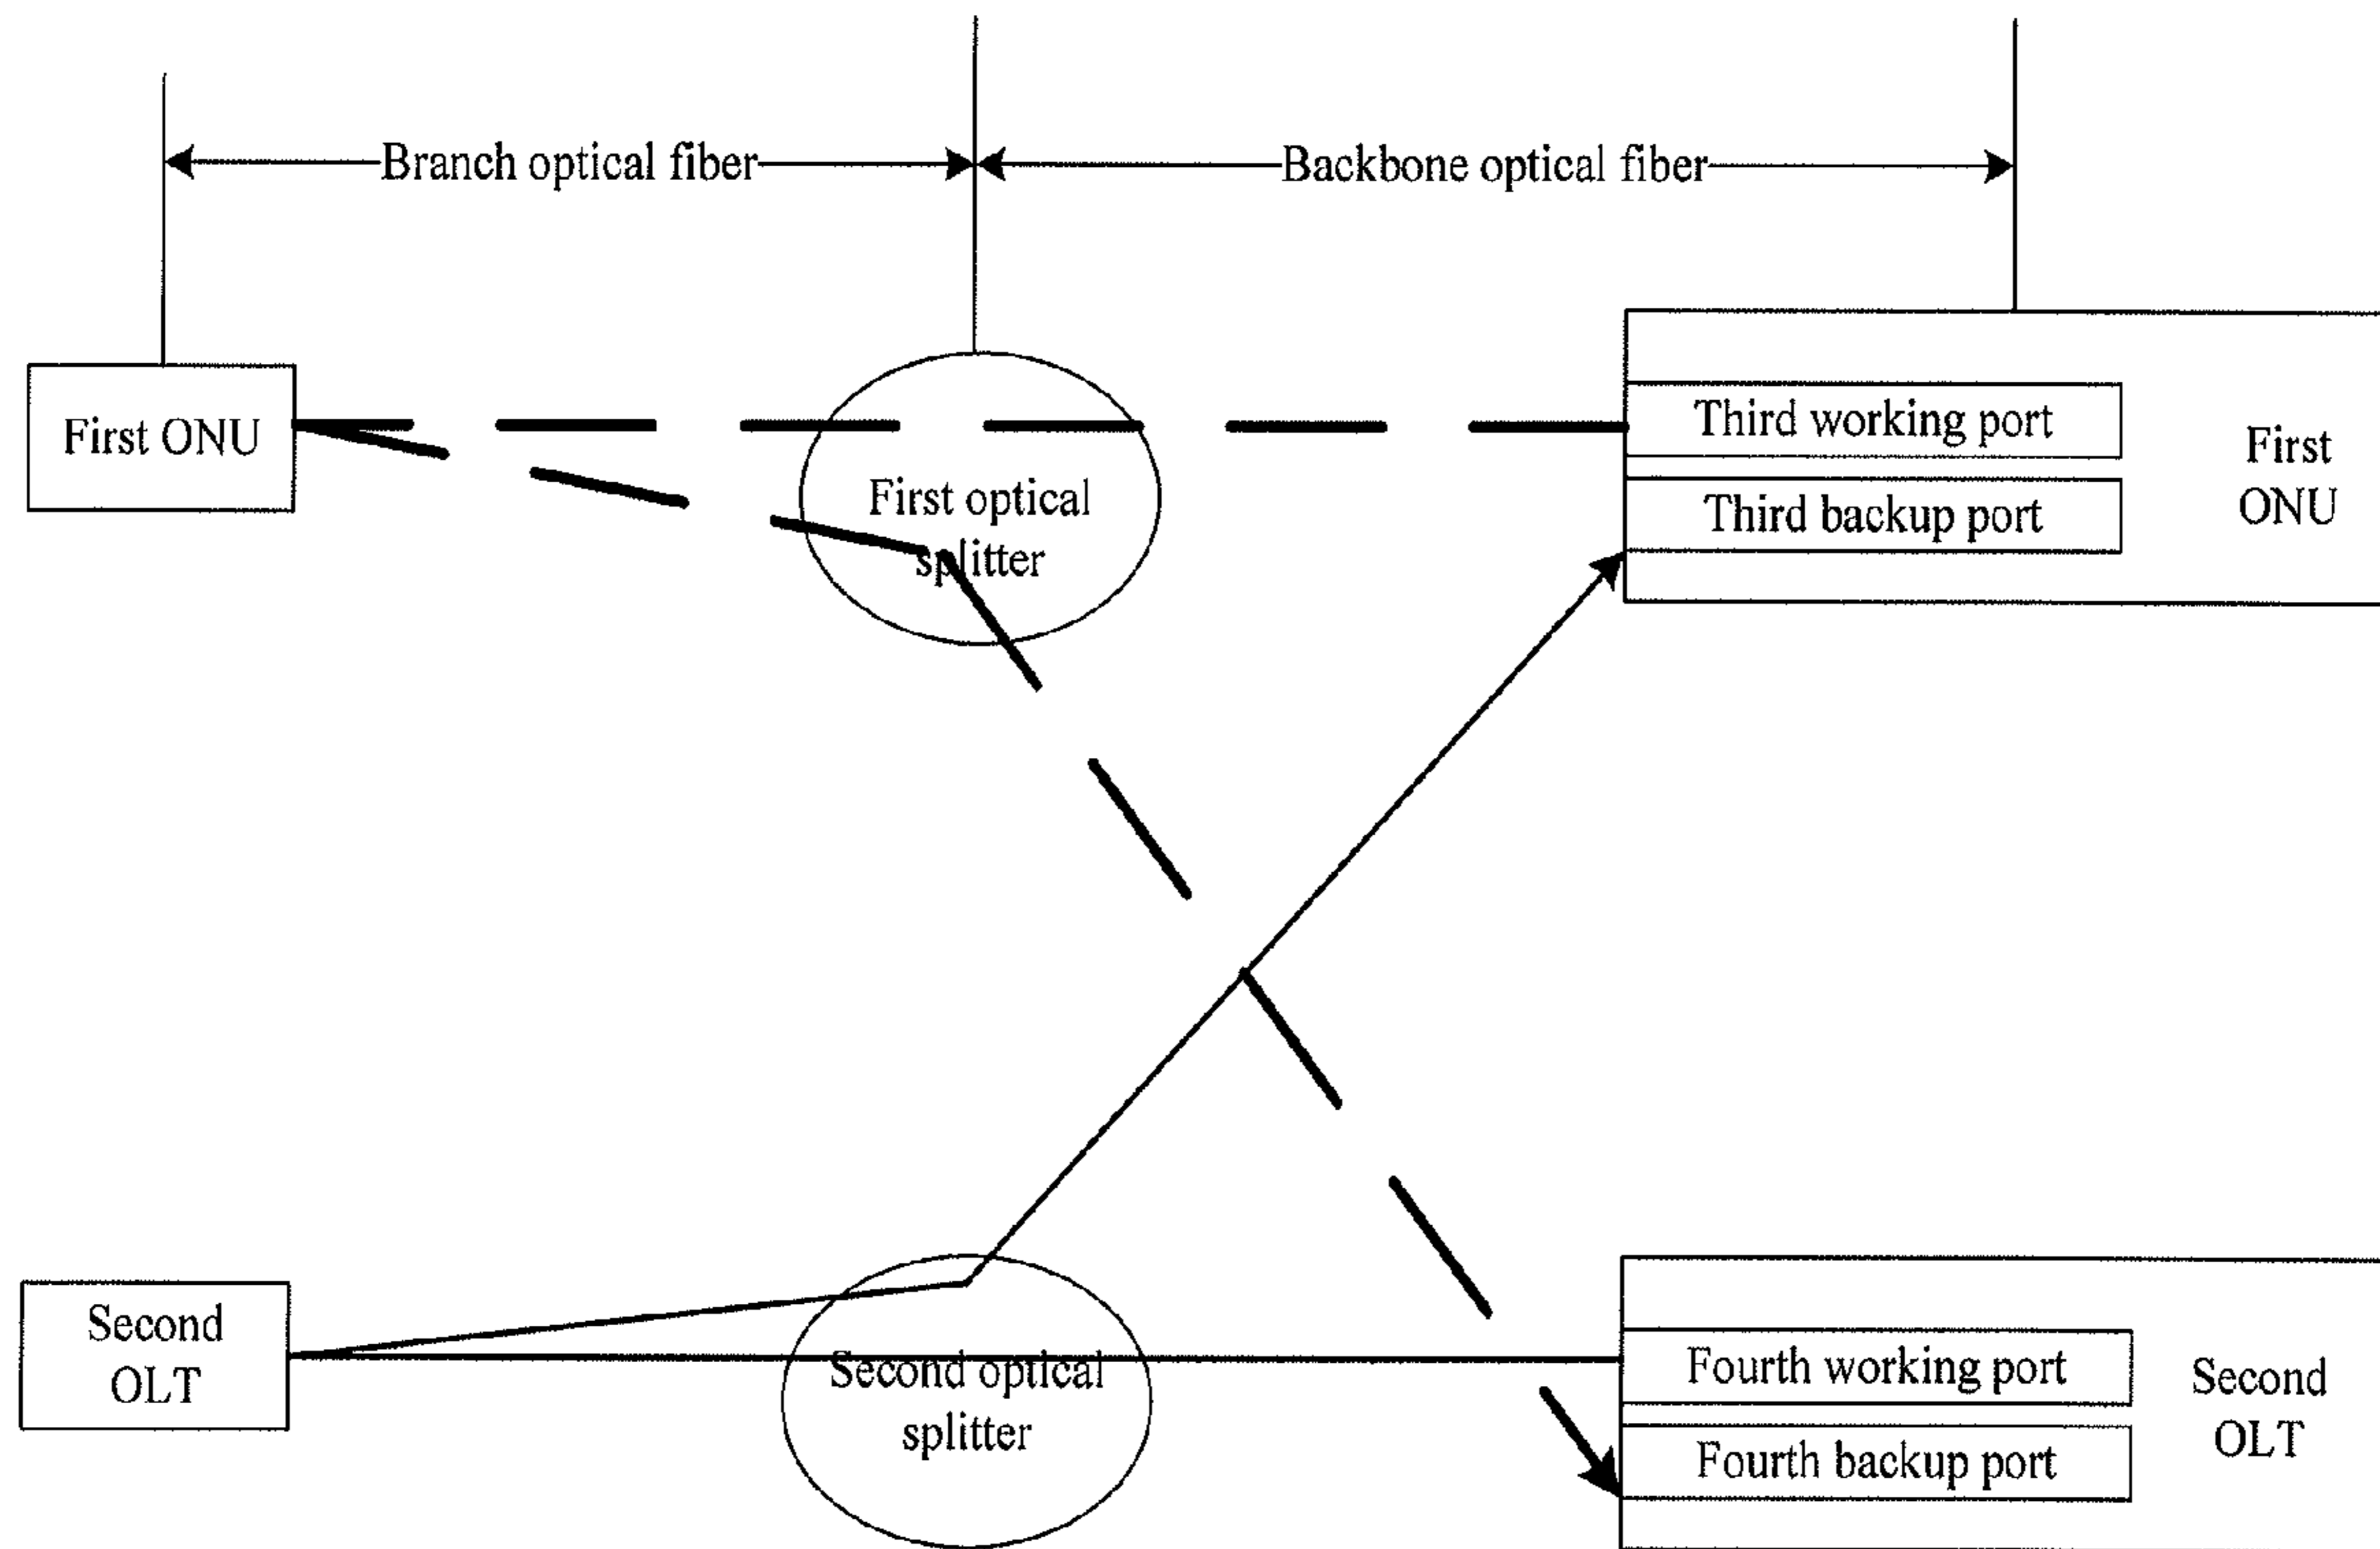 Branch optical fiber
Backbone optical fiber
First ONU
First optical
splitter
Third working port
Third backup port
First
ONU
Second
OLT
Second optical
splitter
Fourth working port
Fourth backup port
Second
OLT